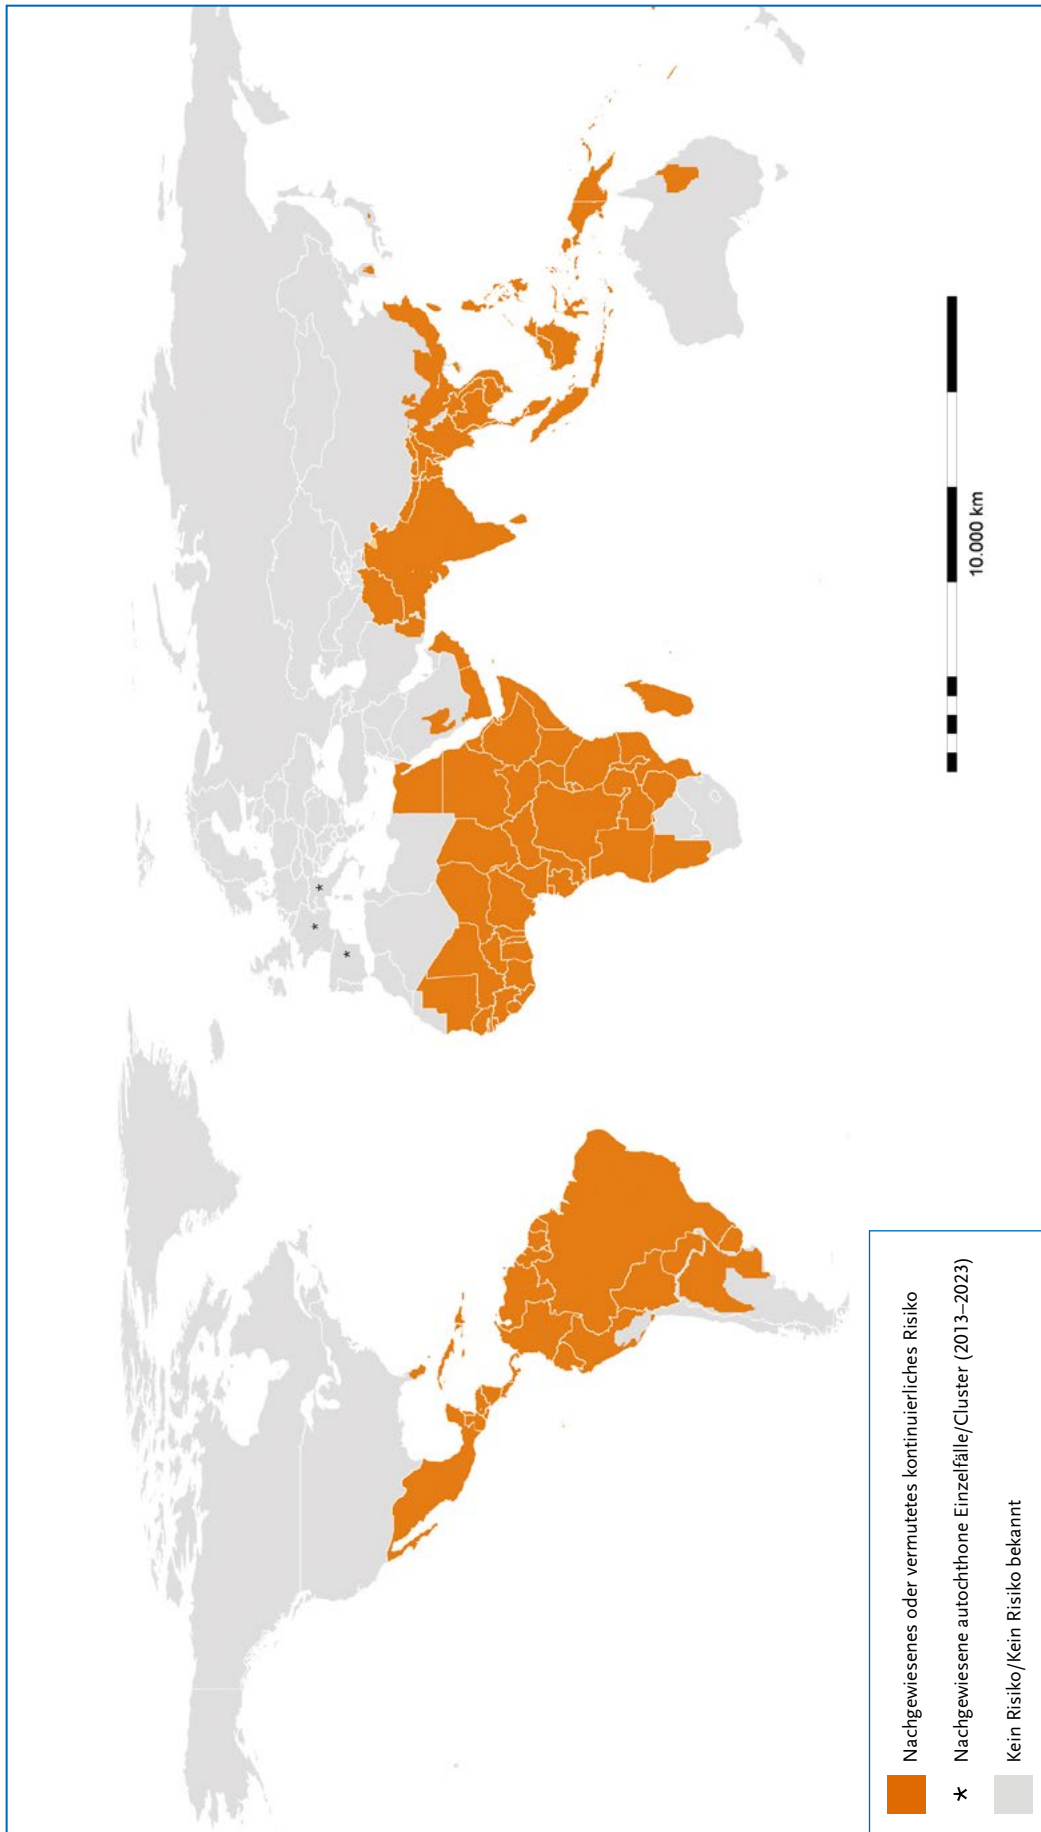 10.000 km
Nachgewiesenes oder vermutetes kontinuierliches Risiko
* Nachgewiesene autochthone Einzelfälle/Cluster (2013–2023)
Kein Risiko/Kein Risiko bekannt